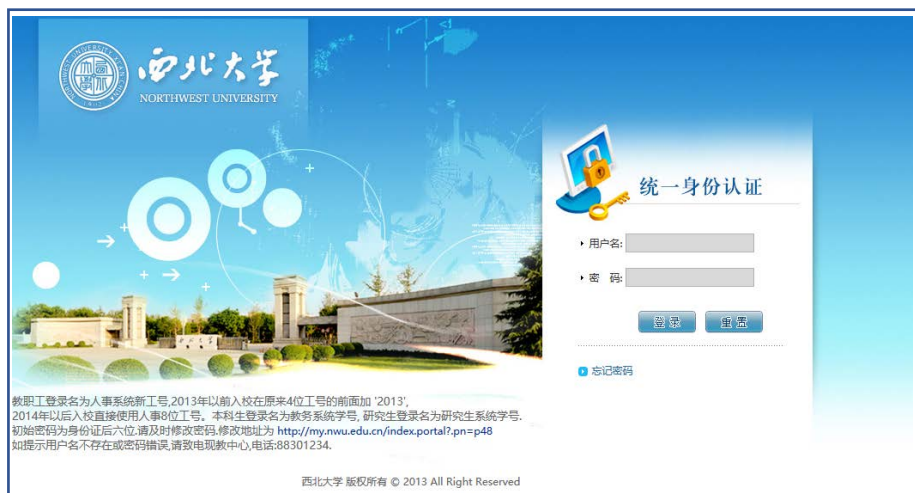 西北大学
NORTHWEST UNIVERSITY
统一身份认证
用户名:
密 码:
登录 重置
忘记密码
教职工登录名为人事系统新工号,2013年以前入校在原来4位工号的前面加 '2013',
2014年以后入校直接使用人事8位工号。本科生登录名为教务系统学号, 研究生登录名为研究生系统学号.
初始密码为身份证后六位.请及时修改密码.修改地址为 http://my.nwu.edu.cn/index.portal?.pn=p48
如提示用户名不存在或密码错误,请致电现教中心,电话:88301234.
西北大学 版权所有 © 2013 All Right Reserved